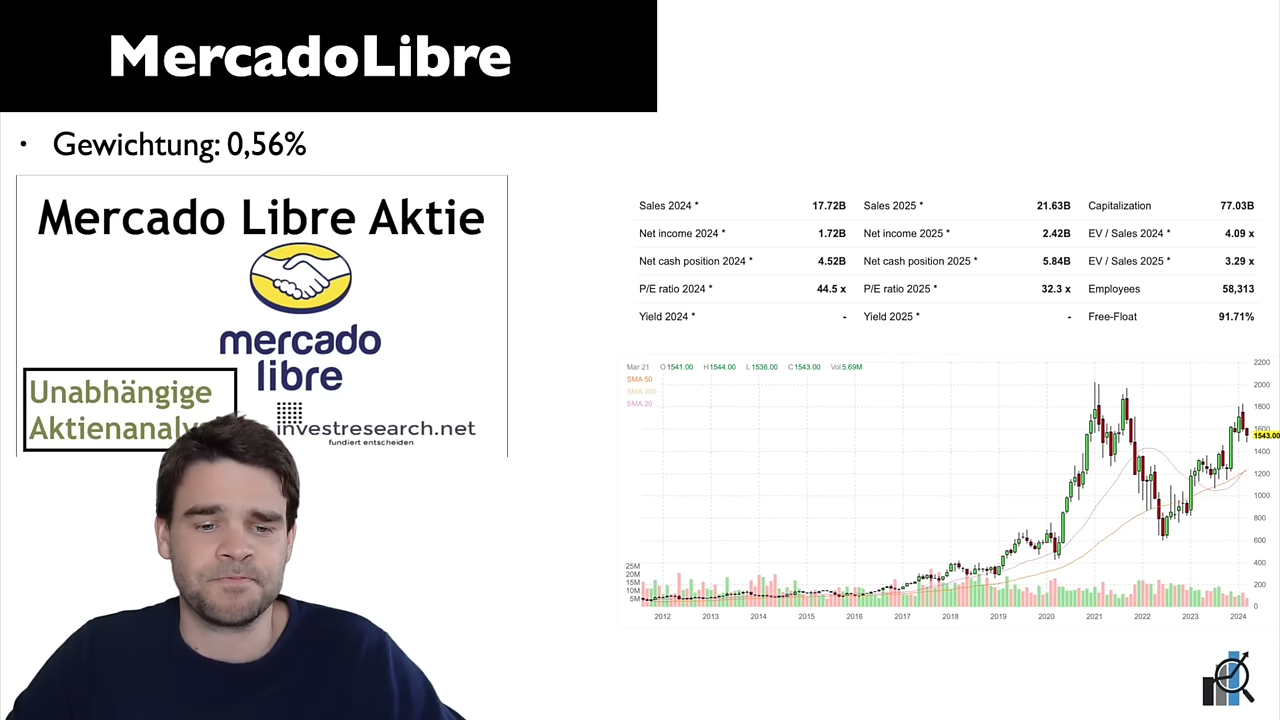 MercadoLibre
• Gewichtung: 0,56%
Mercado Libre Aktie
mercado
libre
Unabhängige
Aktienanaly
investresearch.net
fundiert entscheiden
Sales 2024 * 17.72B Sales 2025 * 21.63B Capitalization 77.03B
Net income 2024 * 1.72B Net income 2025 * 2.42B EV / Sales 2024 * 4.09 x
Net cash position 2024 * 4.52B Net cash position 2025 * 5.84B EV / Sales 2025 * 3.29 x
P/E ratio 2024 * 44.5 x P/E ratio 2025 * 32.3 x Employees 58,313
Yield 2024 * - Yield 2025 * - Free-Float 91.71%
Mar 21 O 1541.00 H 1544.00 L 1536.00 C 1543.00 Vol 5.69M
SMA 50
SMA 200
SMA 20
2200
2000
1800
1600
1543.00
1400
1200
1000
800
600
400
200
0
25M
20M
15M
10M
5M
2012 2013 2014 2015 2016 2017 2018 2019 2020 2021 2022 2023 2024